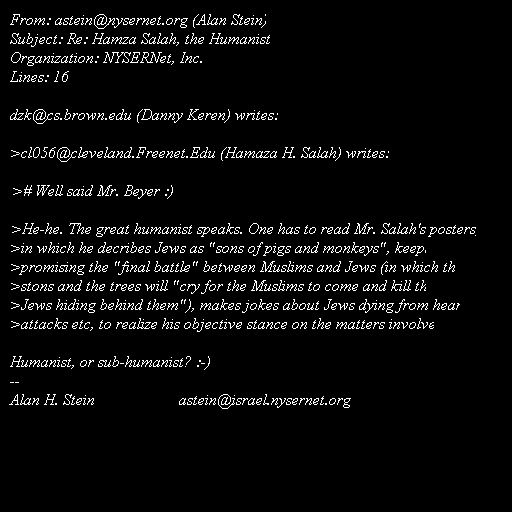 From: astein@nysernet.org (Alan Stein)
Subject: Re: Hamza Salah, the Humanist
Organization: NYSERNet, Inc.
Lines: 16

dzk@cs.brown.edu (Danny Keren) writes:

>cl056@cleveland.Freenet.Edu (Hamaza H. Salah) writes:

># Well said Mr. Beyer :)

>He-he. The great humanist speaks. One has to read Mr. Salah's posters,
>in which he decribes Jews as "sons of pigs and monkeys", keep
>promising the "final battle" between Muslims and Jews (in which th
>stons and the trees will "cry for the Muslims to come and kill th
>Jews hiding behind them"), makes jokes about Jews dying from hear
>attacks etc, to realize his objective stance on the matters involve

Humanist, or sub-humanist? :-)
--
Alan H. Stein astein@israel.nysernet.org